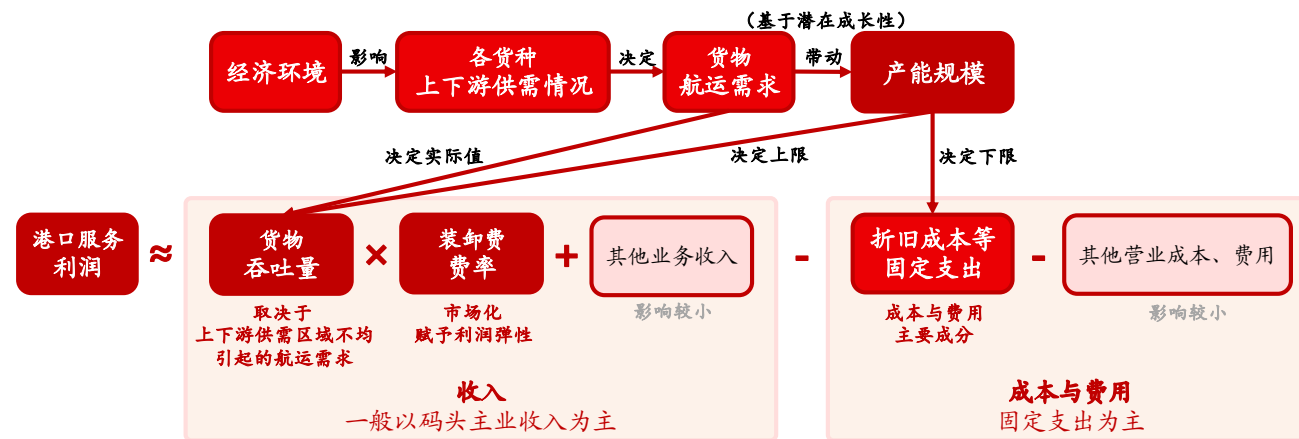 （基于潜在成长性）
经济环境
影响
各货种
上下游供需情况
决定
货物
航运需求
带动
产能规模
决定实际值
决定上限
决定下限
港口服务
利润
≈
货物
吞吐量
×
装卸费
费率
+
其他业务收入
-
折旧成本等
固定支出
-
其他营业成本、费用
取决于
上下游供需区域不均
引起的航运需求
市场化
赋予利润弹性
影响较小
成本与费用
主要成分
影响较小
收入
一般以码头主业收入为主
成本与费用
固定支出为主